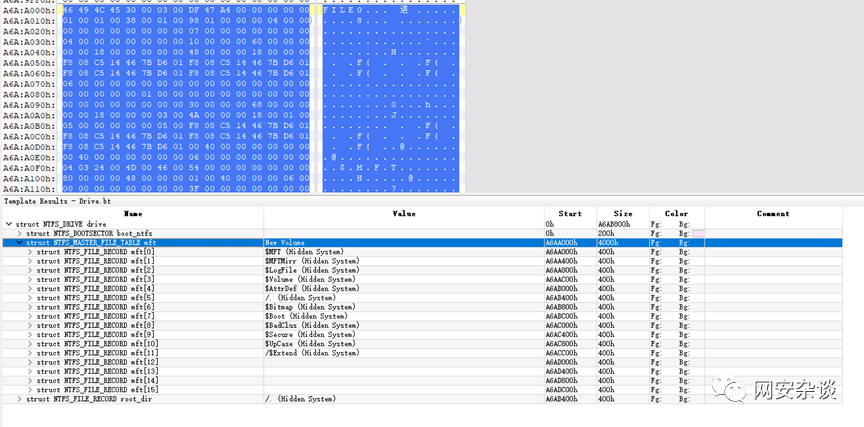 A6A:A000h: 46 49 4C 45 30 00 03 00 DF 47 A4 00 00 00 00 00 FILE0...
A6A:A010h: 01 00 01 00 38 00 01 00 98 01 00 00 00 04 00 00 ....8...........
A6A:A020h: 00 00 00 00 00 00 00 00 07 00 00 00 00 00 00 00 ................
A6A:A030h: 04 00 00 00 00 00 00 00 10 00 00 00 60 00 00 00
A6A:A040h: 00 00 18 00 00 00 00 00 48 00 00 00 18 00 00 00 ........H.......
A6A:A050h: F8 08 C5 14 46 7B D6 01 F8 08 C5 14 46 7B D6 01
A6A:A060h: F8 08 C5 14 46 7B D6 01 F8 08 C5 14 46 7B D6 01
A6A:A070h: 06 00 00 00 00 00 00 00 00 00 00 00 00 00 00 00 ................
A6A:A080h: 00 00 00 00 00 01 00 00 00 00 00 00 00 00 00 00 ................
A6A:A090h: 00 00 00 00 00 00 00 00 30 00 00 00 68 00 00 00 ........0...h...
A6A:A0A0h: 00 00 18 00 00 00 03 00 4A 00 00 00 18 00 01 00 ........J.......
A6A:A0B0h: 05 00 00 00 00 00 05 00 F8 08 C5 14 46 7B D6 01
A6A:A0C0h: F8 08 C5 14 46 7B D6 01 F8 08 C5 14 46 7B D6 01
A6A:A0D0h: F8 08 C5 14 46 7B D6 01 00 40 00 00 00 00 00 00
A6A:A0E0h: 00 40 00 00 00 00 00 00 06 00 00 00 00 00 00 00 .@..............
A6A:A0F0h: 04 03 24 00 4D 00 46 00 54 00 00 00 00 00 00 00 ..$.M.F.T.......
A6A:A100h: 80 00 00 00 48 00 00 00 01 00 40 00 00 00 06 00
A6A:A110h: 00 00 00 00 00 00 00 00 3F 00 00 00 00 00 00 00 ........?.......
Template Results - Drive.bt
Name Value Start Size Color Comment
struct NTFS_DRIVE drive 0h A6AB800h Fg: Bg:
struct NTFS_BOOTSECTOR boot_ntfs 0h 200h Fg: Bg:
struct NTFS_MASTER_FILE_TABLE mft New Volume A6AA000h 4000h Fg: Bg:
struct NTFS_FILE_RECORD mft[0] $MFT (Hidden System) A6AA000h 400h Fg: Bg:
struct NTFS_FILE_RECORD mft[1] $MFTMirr (Hidden System) A6AA400h 400h Fg: Bg:
struct NTFS_FILE_RECORD mft[2] $LogFile (Hidden System) A6AA800h 400h Fg: Bg:
struct NTFS_FILE_RECORD mft[3] $Volume (Hidden System) A6AAC00h 400h Fg: Bg:
struct NTFS_FILE_RECORD mft[4] $AttrDef (Hidden System) A6AB000h 400h Fg: Bg:
struct NTFS_FILE_RECORD mft[5] /. (Hidden System) A6AB400h 400h Fg: Bg:
struct NTFS_FILE_RECORD mft[6] $Bitmap (Hidden System) A6AB800h 400h Fg: Bg:
struct NTFS_FILE_RECORD mft[7] $Boot (Hidden System) A6ABC00h 400h Fg: Bg:
struct NTFS_FILE_RECORD mft[8] $BadClus (Hidden System) A6AC000h 400h Fg: Bg:
struct NTFS_FILE_RECORD mft[9] $Secure (Hidden System) A6AC400h 400h Fg: Bg:
struct NTFS_FILE_RECORD mft[10] $UpCase (Hidden System) A6AC800h 400h Fg: Bg:
struct NTFS_FILE_RECORD mft[11] /$Extend (Hidden System) A6ACC00h 400h Fg: Bg:
struct NTFS_FILE_RECORD mft[12] A6AD000h 400h Fg: Bg:
struct NTFS_FILE_RECORD mft[13] A6AD400h 400h Fg: Bg:
struct NTFS_FILE_RECORD mft[14] A6AD800h 400h Fg: Bg:
struct NTFS_FILE_RECORD mft[15] A6ADC00h 400h Fg: Bg:
struct NTFS_FILE_RECORD root_dir /. (Hidden System) A6AB400h 400h Fg: Bg:
网安杂谈